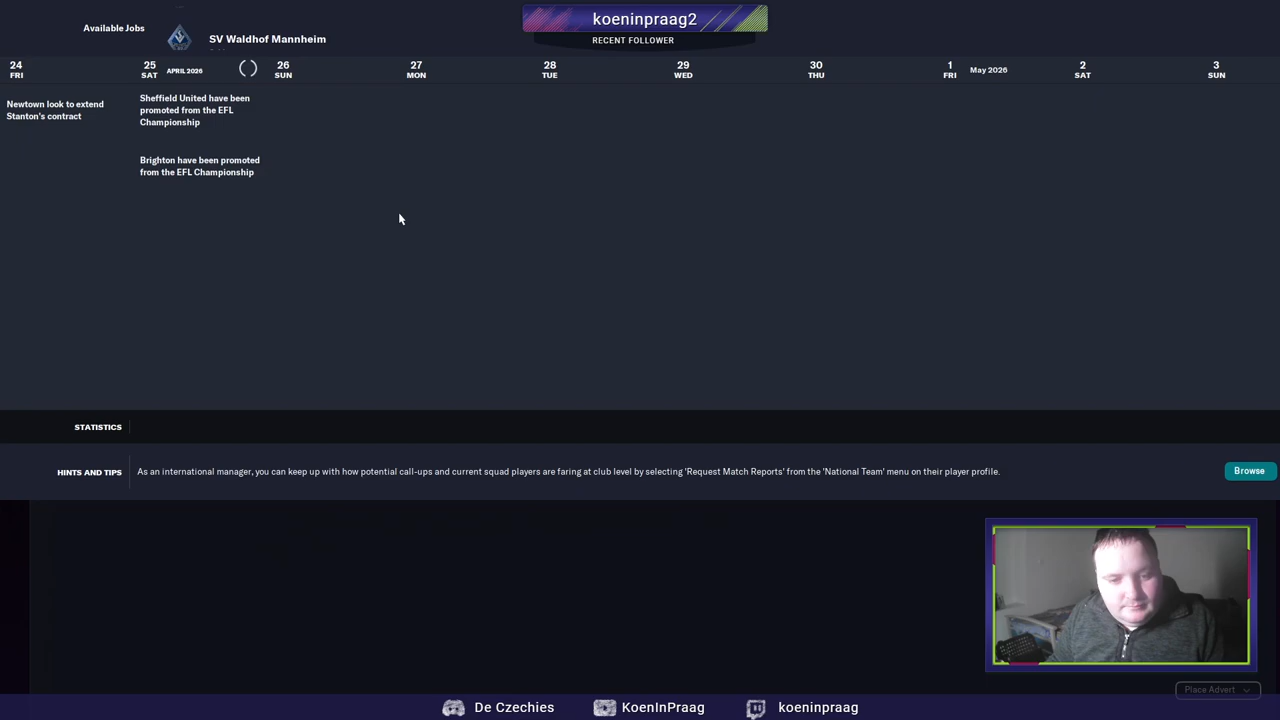 koeninpraag2
RECENT FOLLOWER
Available Jobs
SV Waldhof Mannheim
24
FRI
25
SAT
APRIL 2026
26
SUN
27
MON
28
TUE
29
WED
30
THU
1
FRI
May 2026
2
SAT
3
SUN
Newtown look to extend
Stanton's contract
Sheffield United have been
promoted from the EFL
Championship
Brighton have been promoted
from the EFL Championship
STATISTICS
HINTS AND TIPS
As an international manager, you can keep up with how potential call-ups and current squad players are faring at club level by selecting 'Request Match Reports' from the 'National Team' menu on their player profile.
Browse
Place Advert
De Czechies
KoenInPraag
koeninpraag